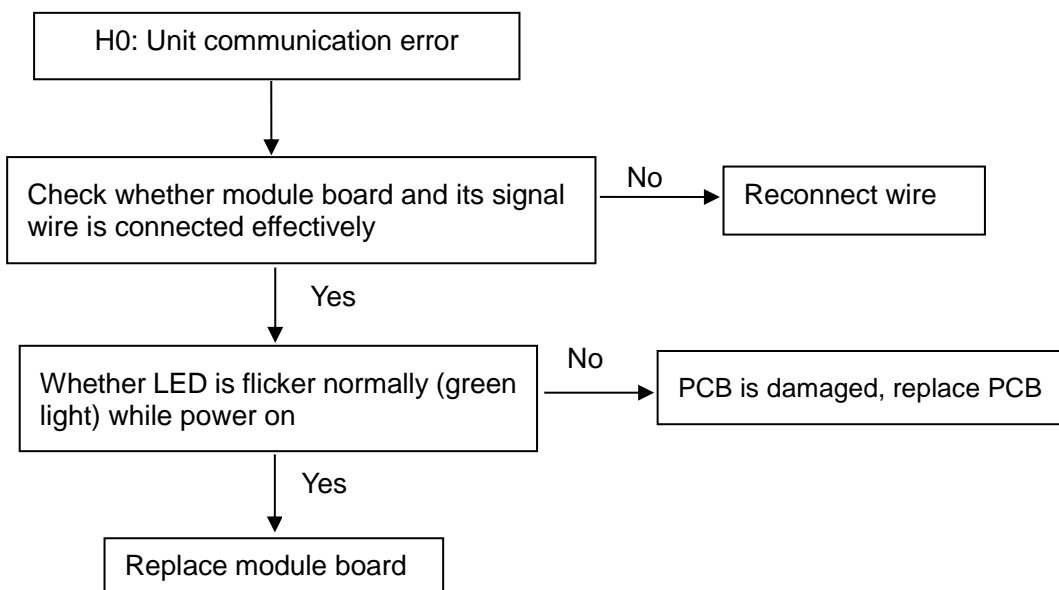 H0: Unit communication error
Check whether module board and its signal
wire is connected effectively
No
Reconnect wire
Yes
Whether LED is flicker normally (green
light) while power on
No
PCB is damaged, replace PCB
Yes
Replace module board